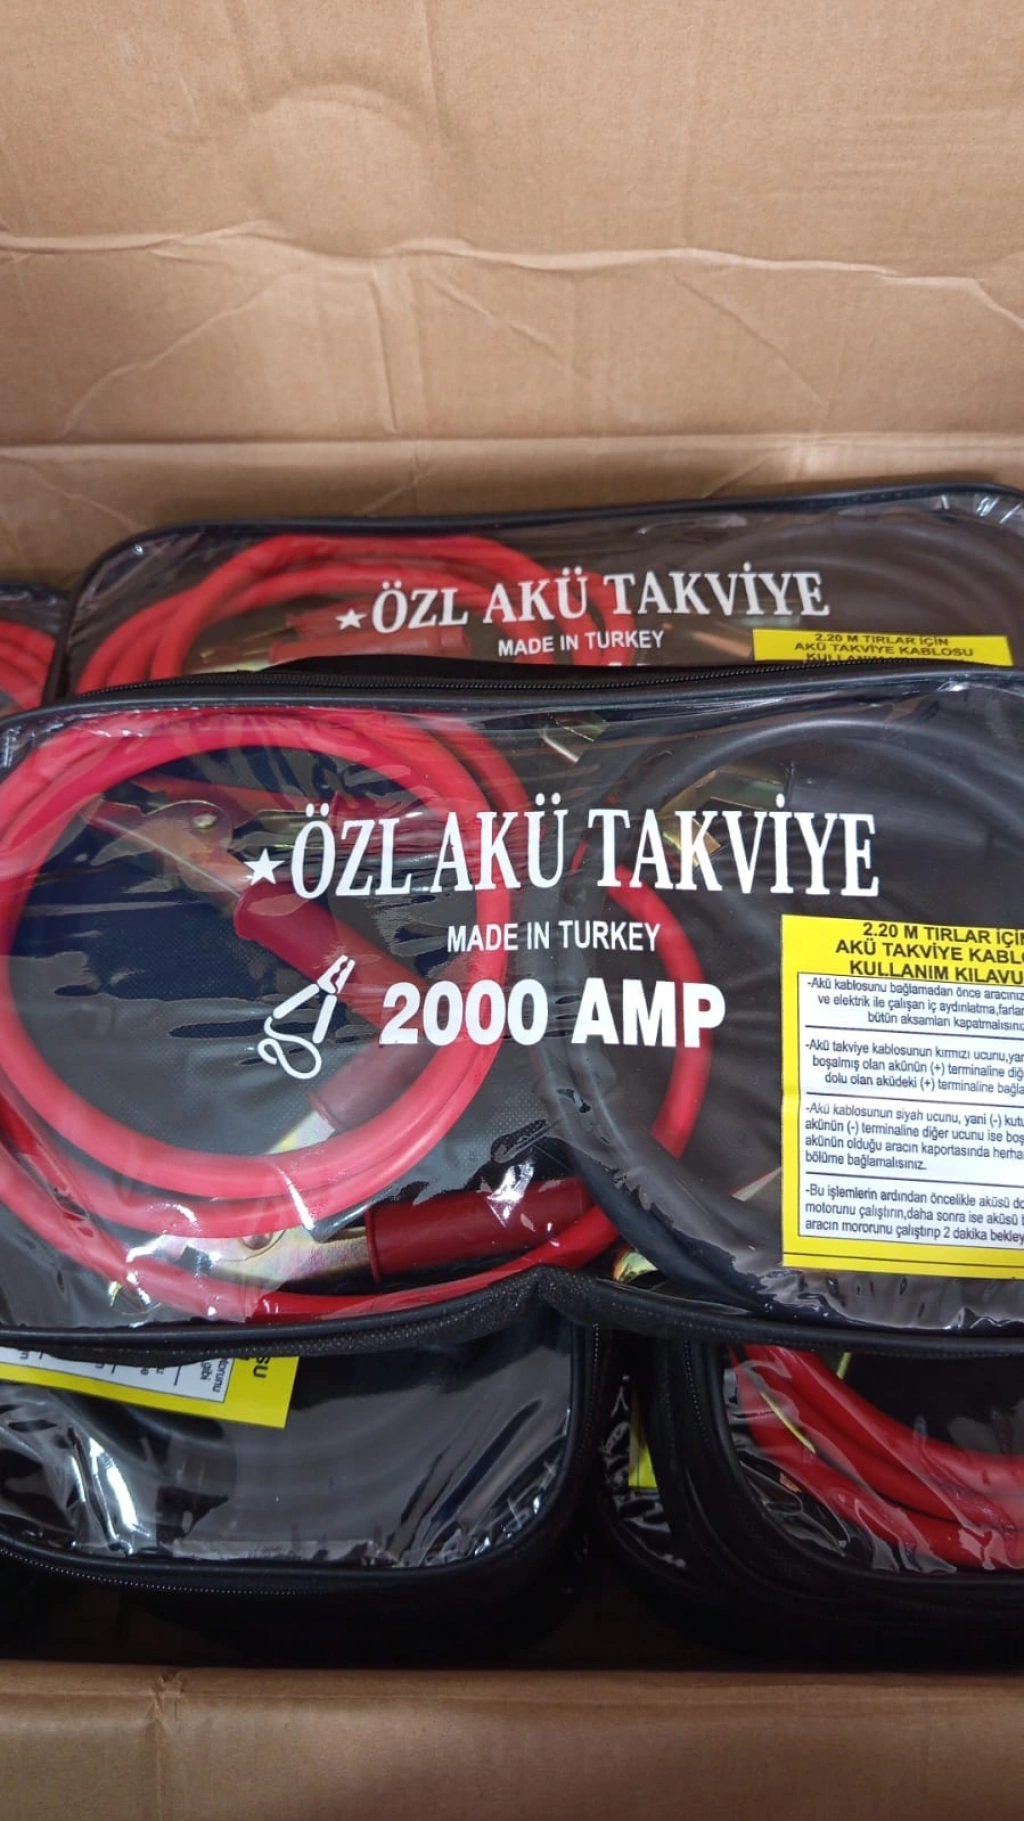 ★ÖZL AKÜ TAKVİYE
MADE IN TURKEY
2.20 M TIRLAR İÇİN
AKÜ TAKVİYE KABLOSU
KULLANIM
★ÖZL AKÜ TAKVİYE
MADE IN TURKEY
2000 AMP
2.20 M TIRLAR İÇİN
AKÜ TAKVİYE KABLO
KULLANIM KILAVU
-Akü kablosunu bağlamadan önce aracınız
ve elektrik ile çalışan iç aydınlatma,farlar
bütün aksamları kapatmalısınız
-Akü takviye kablosunun kırmızı ucunu,yan
boşalmış olan akünün (+) terminaline diğ
dolu olan aküdeki (+) terminaline bağla
-Akü kablosunun siyah ucunu, yani (-) kutu
akünün (-) terminaline diğer ucunu ise boş
akünün olduğu aracın kaportasında herha
bölüme bağlamalısınız.
-Bu işlemlerin ardından öncelikle aküsü do
motorunu çalıştırın,daha sonra ise aküsü
aracın mororunu çalıştırıp 2 dakika bekley